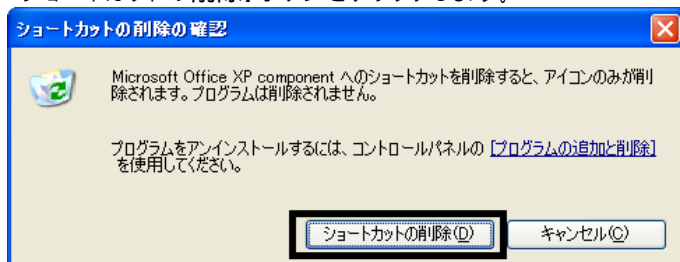 ショートカットの削除の確認
Microsoft Office XP component へのショートカットを削除すると、アイコンのみが削
除されます。プログラムは削除されません。
プログラムをアンインストールするには、コントロールパネルの [プログラムの追加と削除]
を使用してください。
ショートカットの削除(D)
キャンセル(C)